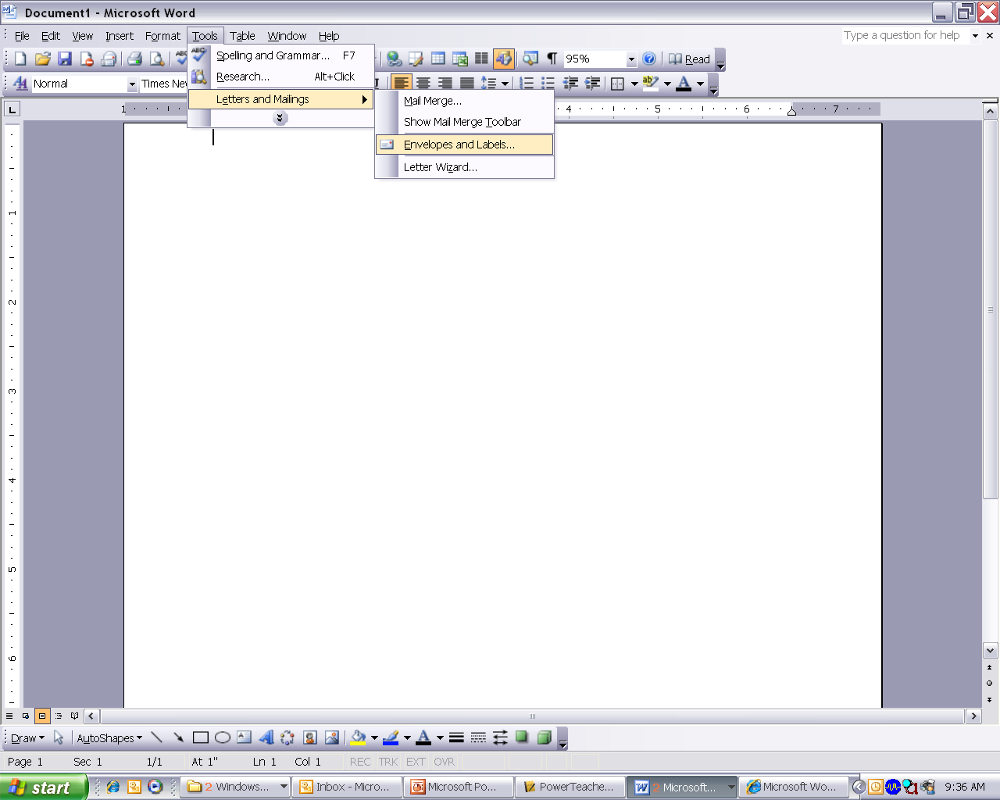 Document1 - Microsoft Word
File Edit View Insert Format Tools Table Window Help
Type a question for help
Spelling and Grammar... F7
95%
Read
Normal
Times Nev
Research... Alt+Click
Letters and Mailings
Mail Merge...
Show Mail Merge Toolbar
Envelopes and Labels...
Letter Wizard...
1 4 5 6 7
1
2
3
4
5
6
Draw AutoShapes
Page 1 Sec 1 1/1 At 1" Ln 1 Col 1 REC TRK EXT OVR
start 2 Windows... Inbox - Micro... Microsoft Po... PowerTeache... 2 Microsoft... Microsoft Wo... 9:36 AM